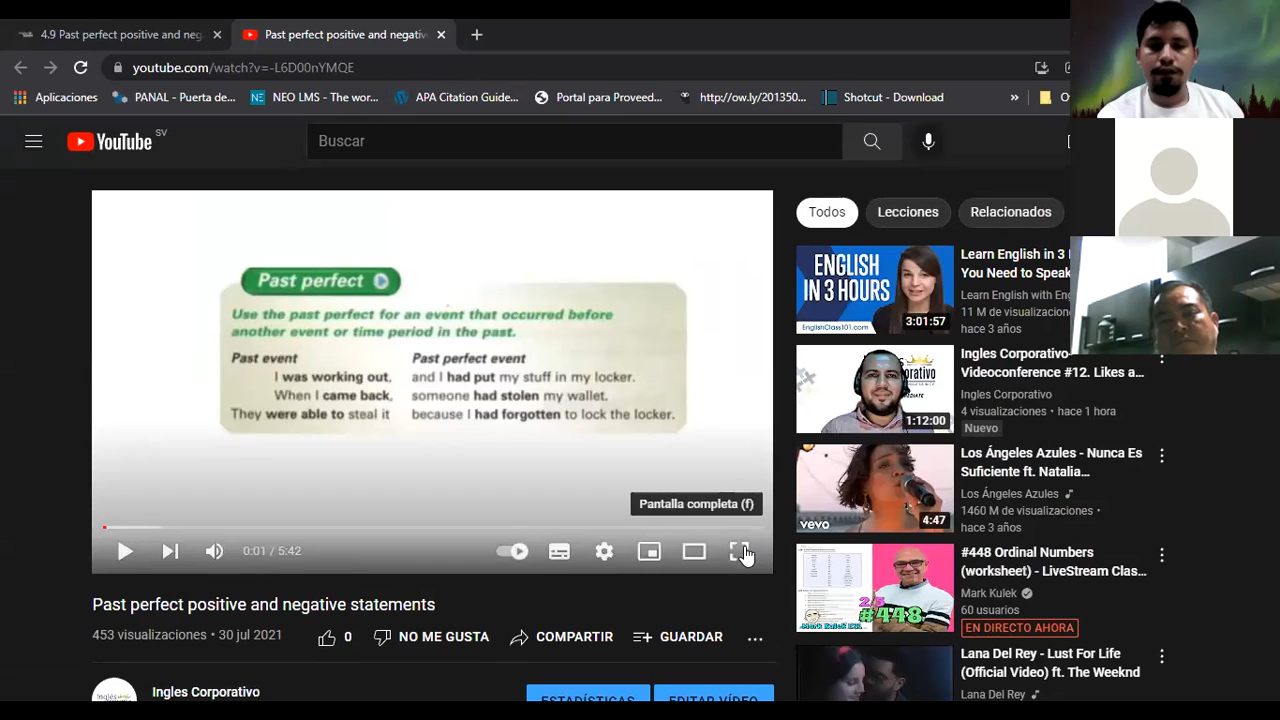 4.9 Past perfect positive and neg
Past perfect positive and negativ
youtube.com/watch?v=-L6D00nYMQE
Aplicaciones
PANAL - Puerta de...
NEO LMS - The wor...
APA Citation Guide...
Portal para Proveed...
http://ow.ly/201350...
Shotcut - Download
»
YouTube SV
Buscar
Past perfect
Use the past perfect for an event that occurred before
another event or time period in the past.
Past event Past perfect event
I was working out, and I had put my stuff in my locker.
When I came back, someone had stolen my wallet.
They were able to steal it because I had forgotten to lock the locker.
Pantalla completa (f)
0:01 / 5:42
Past perfect positive and negative statements
453 visualizaciones • 30 jul 2021
0
NO ME GUSTA
COMPARTIR
GUARDAR
Ingles Corporativo
ESTADÍSTICAS
EDITAR VÍDEO
Todos
Lecciones
Relacionados
ENGLISH
IN 3 HOURS
EnglishClass101.com
3:01:57
Learn English in 3
You Need to Speak
Learn English with Eng
11 M de visualizacione
hace 3 años
1:12:00
Ingles Corporativo-
Videoconference #12. Likes a...
Ingles Corporativo
4 visualizaciones • hace 1 hora
Nuevo
vevo
4:47
Los Ángeles Azules - Nunca Es
Suficiente ft. Natalia...
Los Ángeles Azules
1460 M de visualizaciones •
hace 3 años
2/5
#448
#448 Ordinal Numbers
(worksheet) - LiveStream Clas...
Mark Kulek
60 usuarios
EN DIRECTO AHORA
Lana Del Rey - Lust For Life
(Official Video) ft. The Weeknd
Lana Del Rey